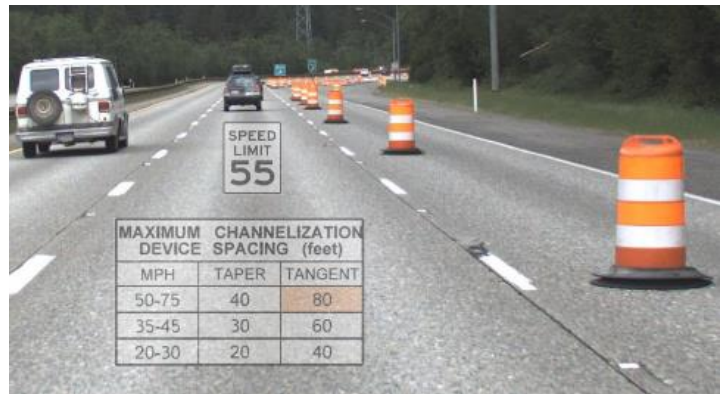 SPEED
LIMIT
55
MAXIMUM CHANNELIZATION
DEVICE SPACING (feet)
MPH TAPER TANGENT
50-75 40 80
35-45 30 60
20-30 20 40